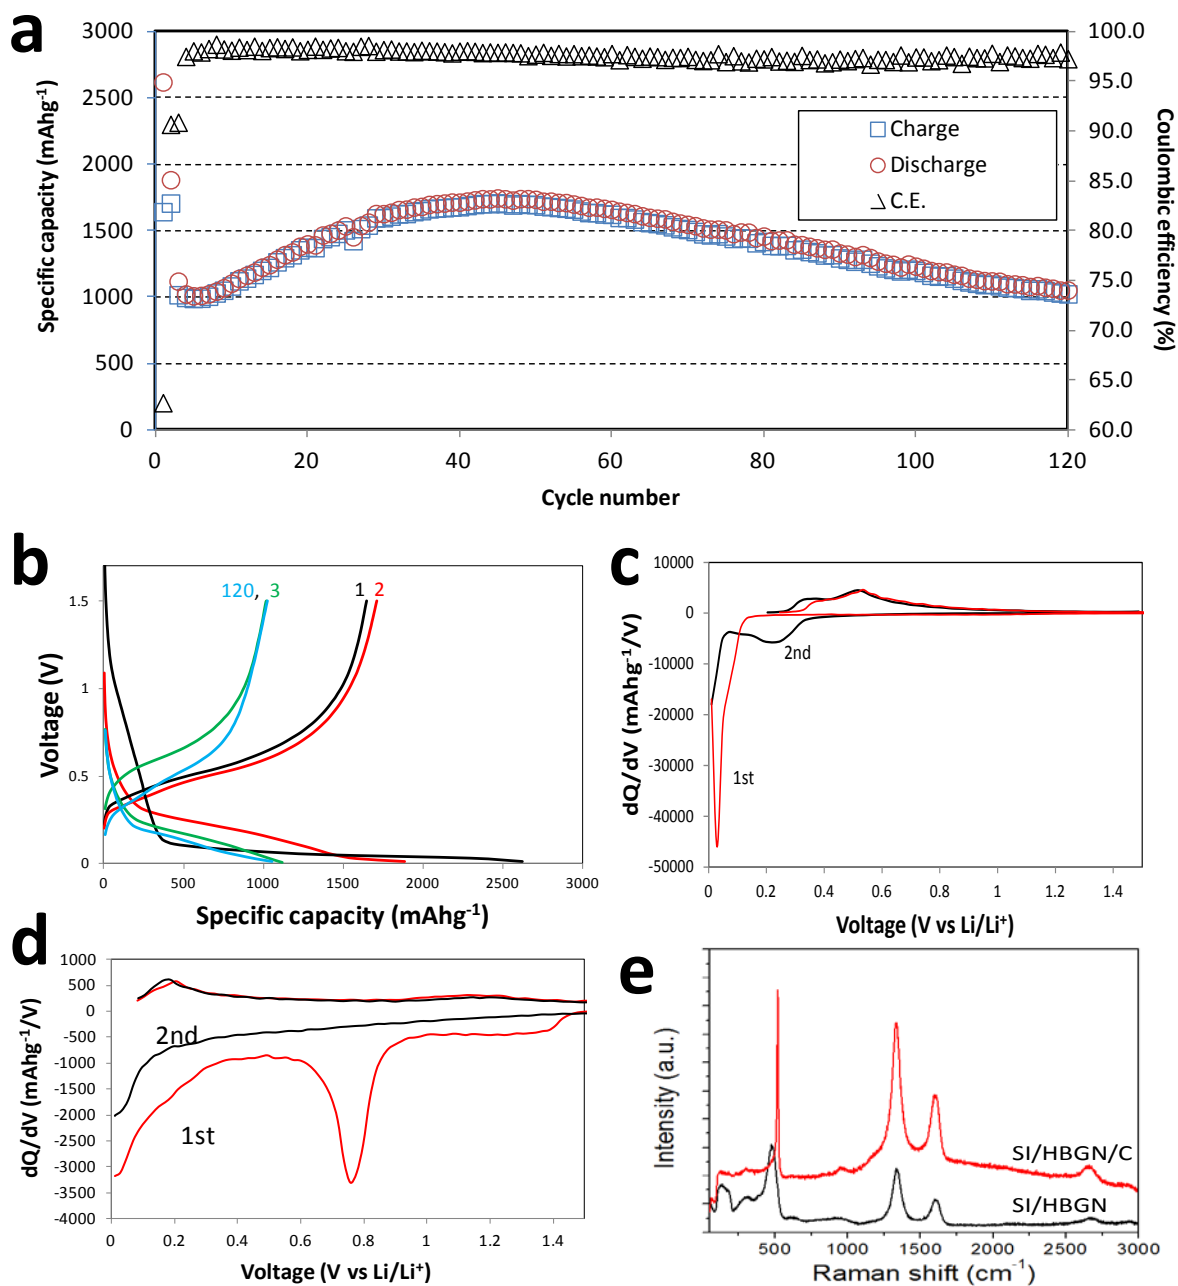 a
3000
2500
2000
1500
1000
500
0
Specific capacity (mAhg⁻¹)
100.0
95.0
90.0
85.0
80.0
75.0
70.0
65.0
60.0
Coulombic efficiency (%)
Charge
Discharge
C.E.
0 20 40 60 80 100 120
Cycle number
b
120, 3 1 2
1.5
1
0.5
0
Voltage (V)
0 500 1000 1500 2000 2500 3000
Specific capacity (mAhg⁻¹)
c
10000
0
-10000
-20000
-30000
-40000
-50000
dQ/dV (mAhg⁻¹/V)
2nd
1st
0 0.2 0.4 0.6 0.8 1 1.2 1.4
Voltage (V vs Li/Li⁺)
d
1000
500
0
-500
-1000
-1500
-2000
-2500
-3000
-3500
-4000
dQ/dV (mAhg⁻¹/V)
2nd
1st
0 0.2 0.4 0.6 0.8 1 1.2 1.4
Voltage (V vs Li/Li⁺)
e
Intensity (a.u.)
SI/HBGN/C
SI/HBGN
500 1000 1500 2000 2500 3000
Raman shift (cm⁻¹)